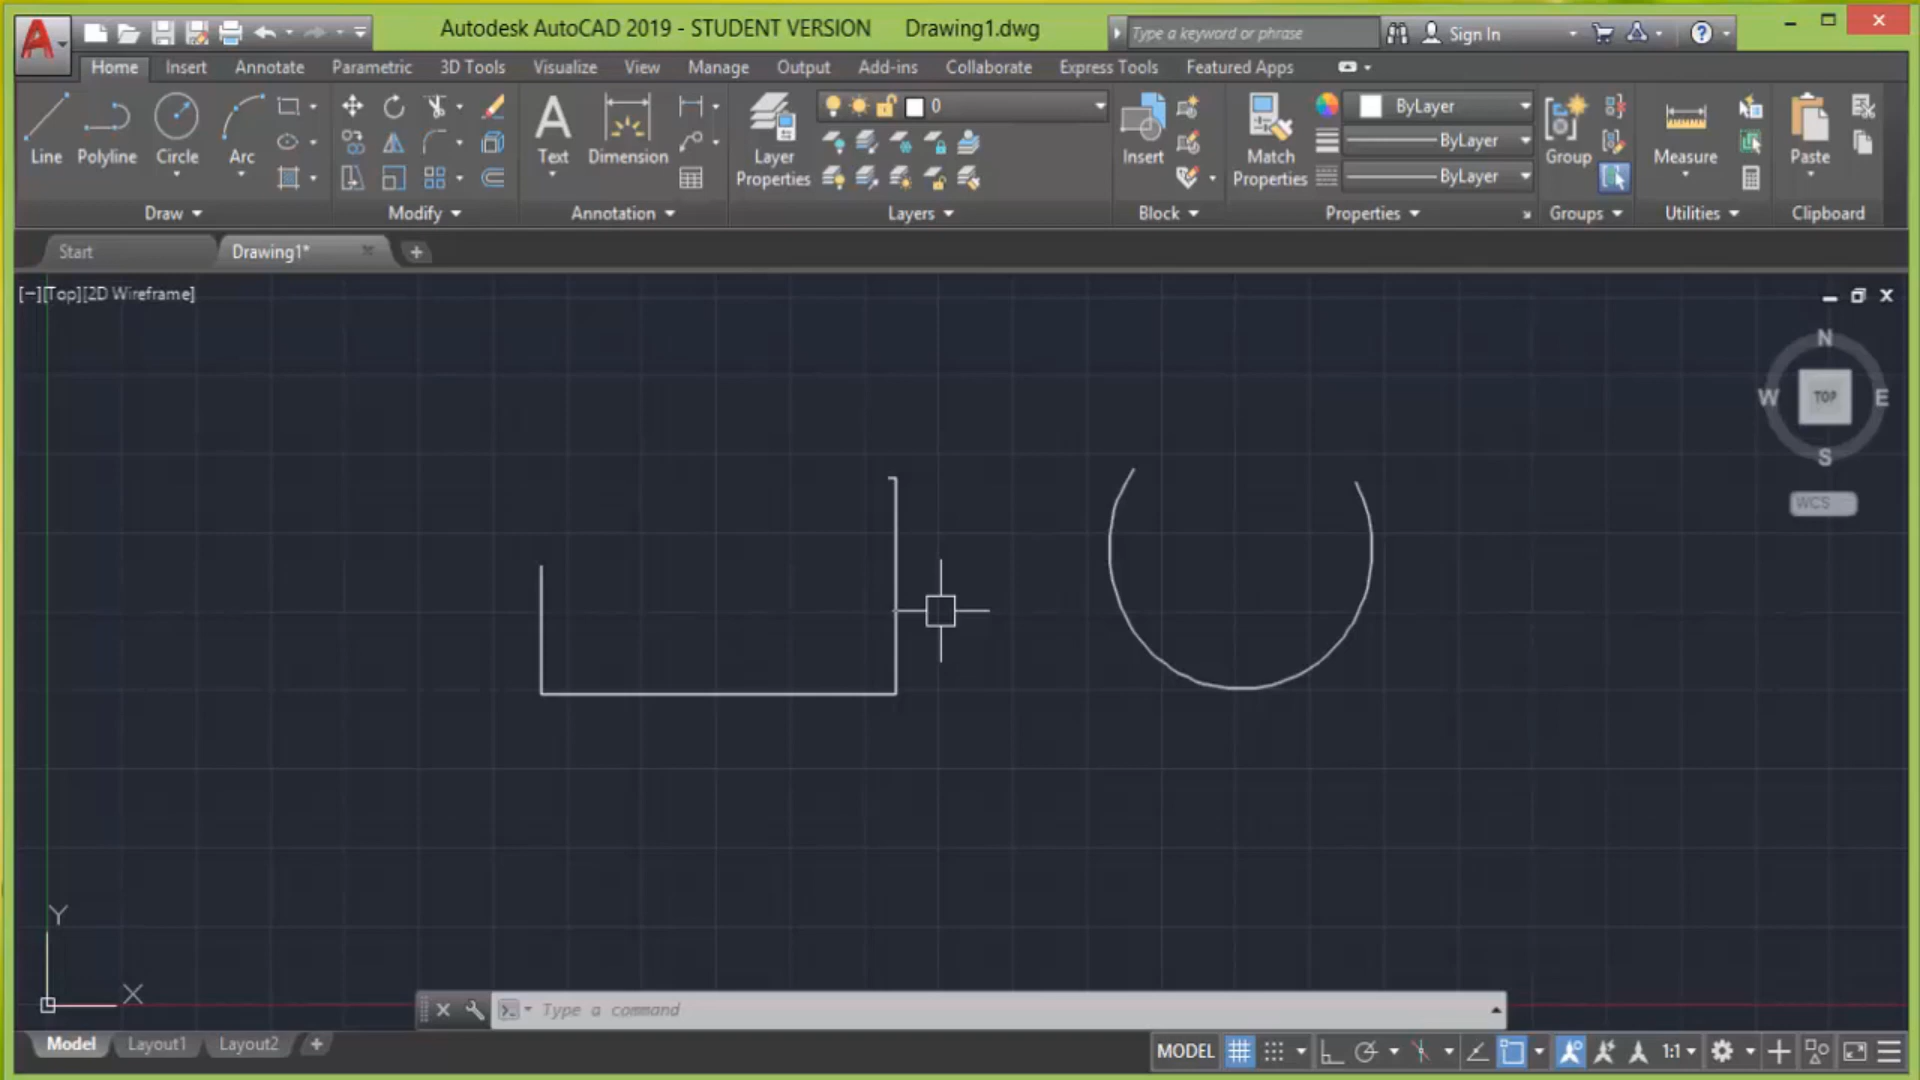 Autodesk AutoCAD 2019 - STUDENT VERSION Drawing1.dwg
Type a keyword or phrase
Sign In
Home Insert Annotate Parametric 3D Tools Visualize View Manage Output Add-ins Collaborate Express Tools Featured Apps
0
ByLayer
ByLayer
ByLayer
Line Polyline Circle Arc
Text Dimension
Layer Properties
Insert
Match Properties
Group
Measure
Paste
Draw Modify Annotation Layers Block Properties Groups Utilities Clipboard
Start Drawing1*
[−][Top][2D Wireframe]
N
W TOP E
S
WCS
Y
X
Type a command
Model Layout1 Layout2
MODEL 1:1